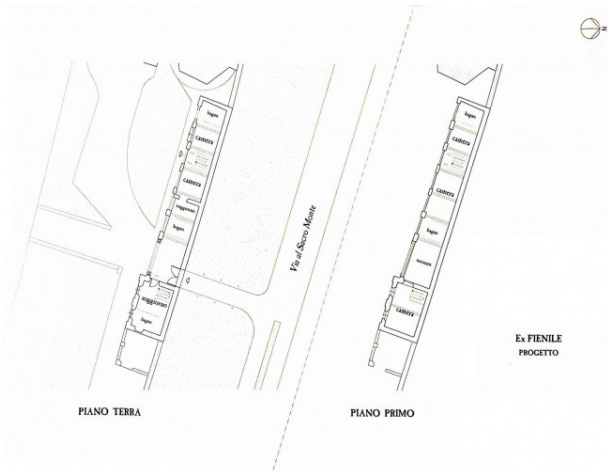 N
bagno
camera
camera
soggiorno
bagno
soggiorno
bagno
PIANO TERRA
Via al Sacro Monte
bagno
camera
camera
bagno
camera
PIANO PRIMO
Ex FIENILE
PROGETTO